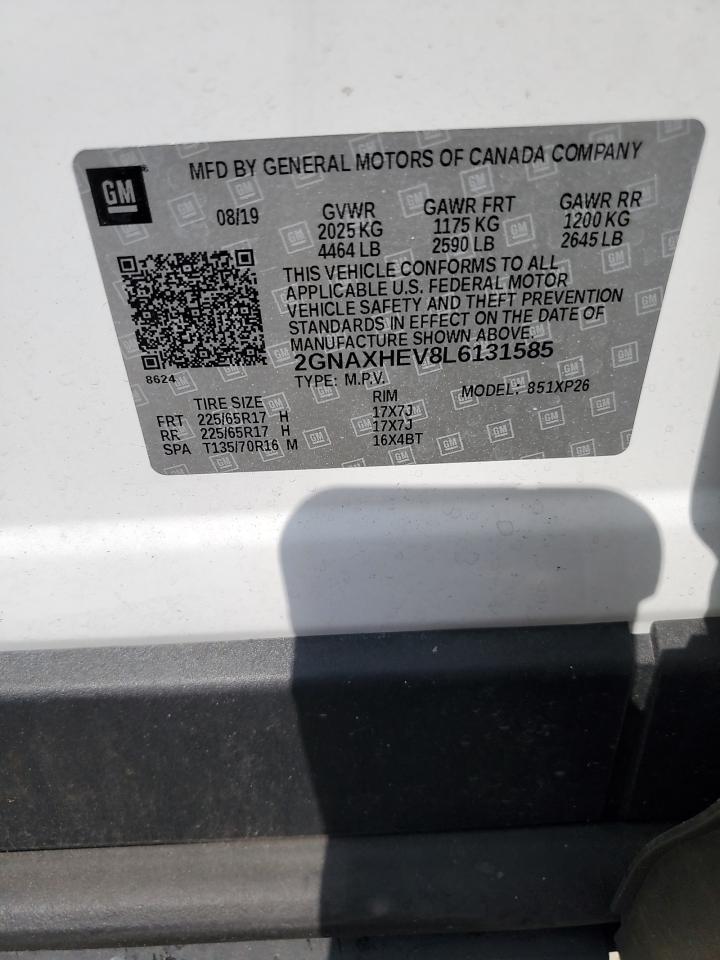 MFD BY GENERAL MOTORS OF CANADA COMPANY
GM
08/19
GVWR GAWR FRT GAWR RR
2025 KG 1175 KG 1200 KG
4464 LB 2590 LB 2645 LB
THIS VEHICLE CONFORMS TO ALL
APPLICABLE U.S. FEDERAL MOTOR
VEHICLE SAFETY AND THEFT PREVENTION
STANDARDS IN EFFECT ON THE DATE OF
MANUFACTURE SHOWN ABOVE.
2GNAXHEV8L6131585
8624
TYPE: M.P.V. MODEL: 851XP26
TIRE SIZE RIM
FRT 225/65R17 H 17X7J
RR 225/65R17 H 17X7J
SPA T135/70R16 M 16X4BT